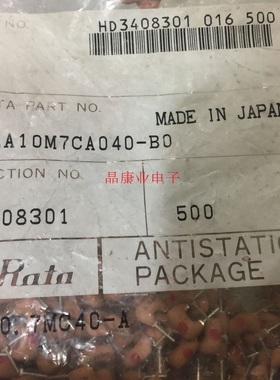 HD3408301 016 500
TA PART NO.
MADE IN JAPAN
A10M7CA040-B0
晶康业电子
CTION NO.
08301
500
Rata
ANTISTATIC
PACKAGE
0.7MC40-A